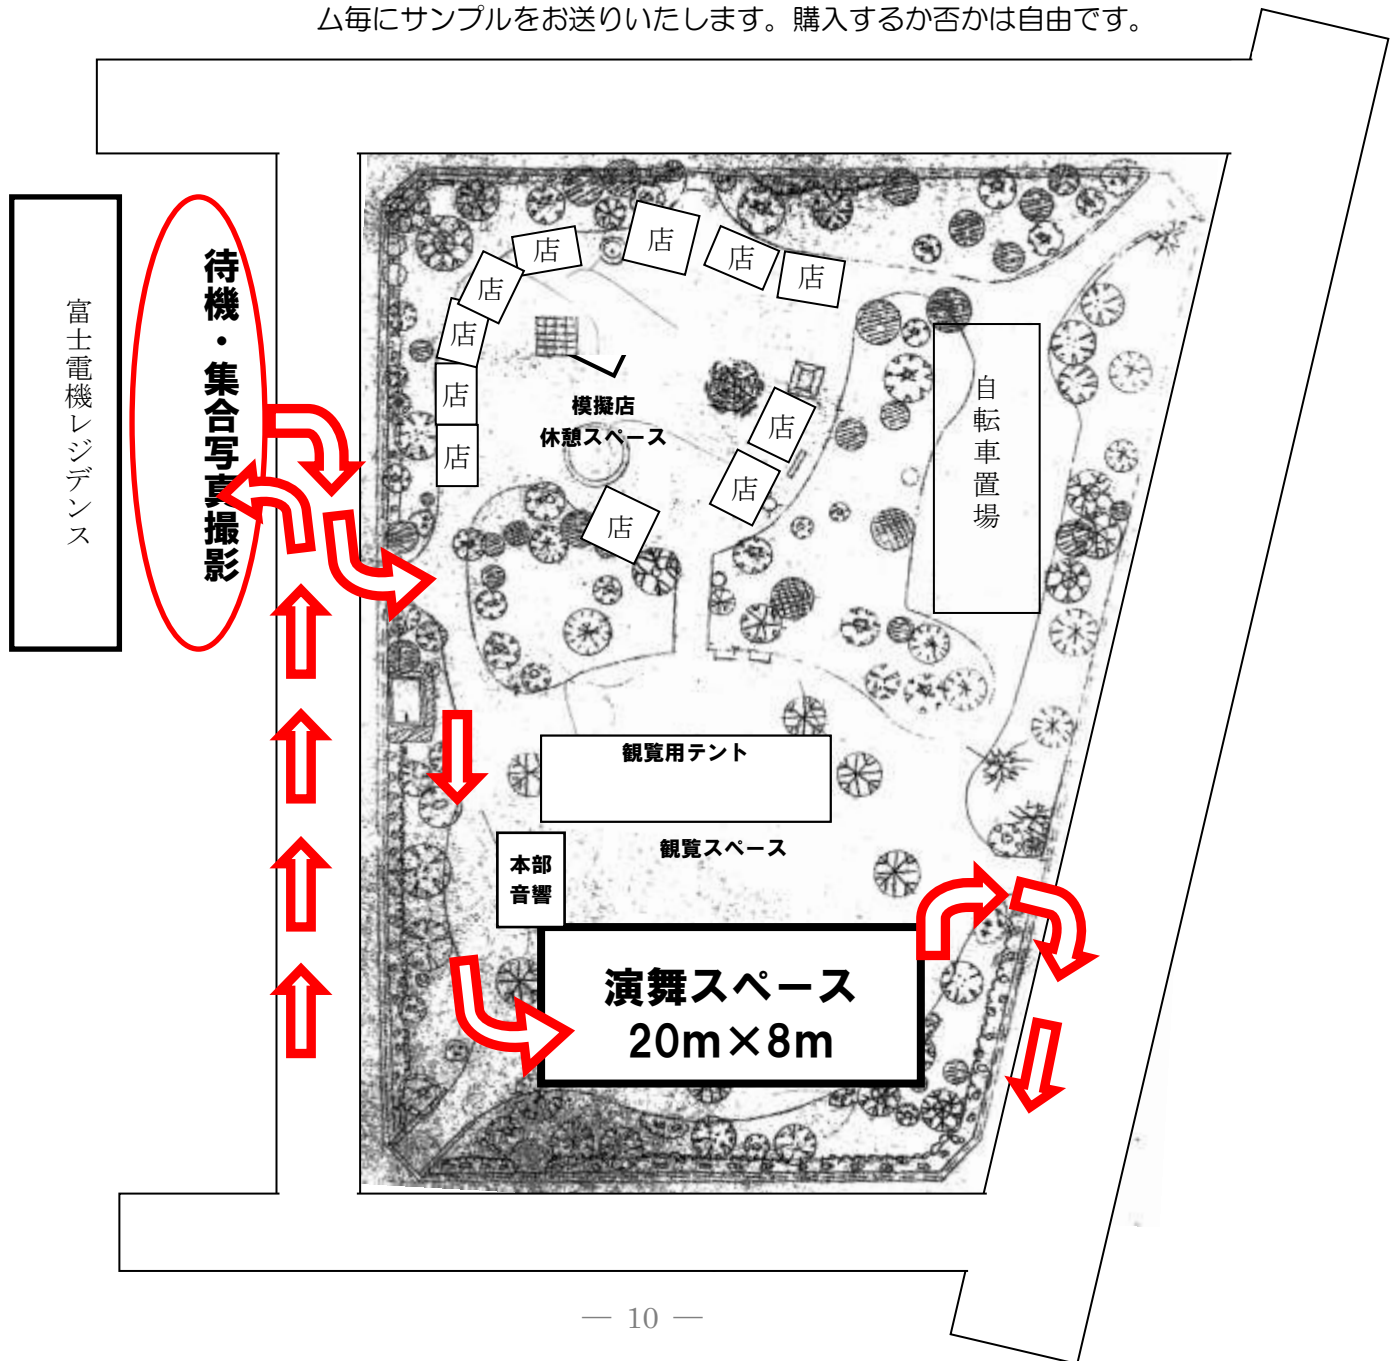 ム毎にサンプルをお送りいたします。購入するか否かは自由です。
富士電機レジデンス
待機・集合写真撮影
店
店
店
店
店
店
店
店
模擬店
休憩スペース
店
店
店
自転車置場
観覧用テント
観覧スペース
本部
音響
演舞スペース
20m×8m
― 10 ―